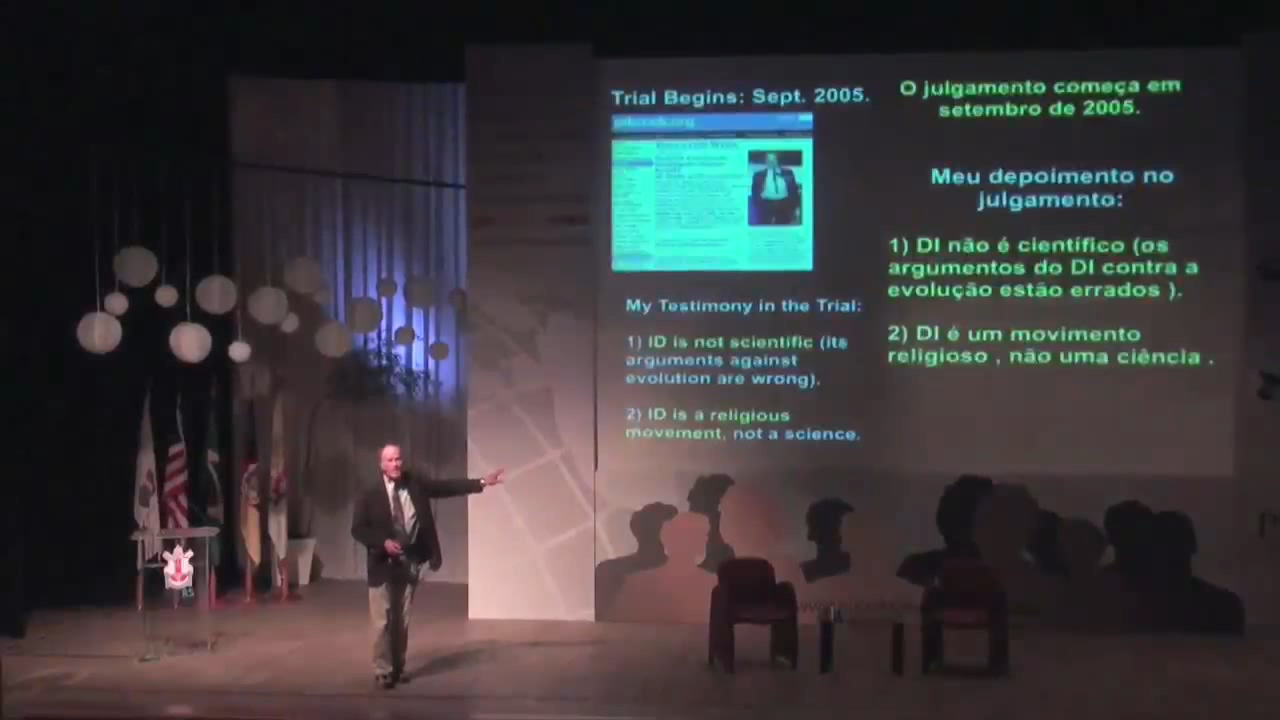 Trial Begins: Sept. 2005.
My Testimony in the Trial:
1) ID is not scientific (its
arguments against
evolution are wrong).
2) ID is a religious
movement, not a science.
O julgamento começa em
setembro de 2005.
Meu depoimento no
julgamento:
1) DI não é científico (os
argumentos do DI contra a
evolução estão errados ).
2) DI é um movimento
religioso , não uma ciência .
RS